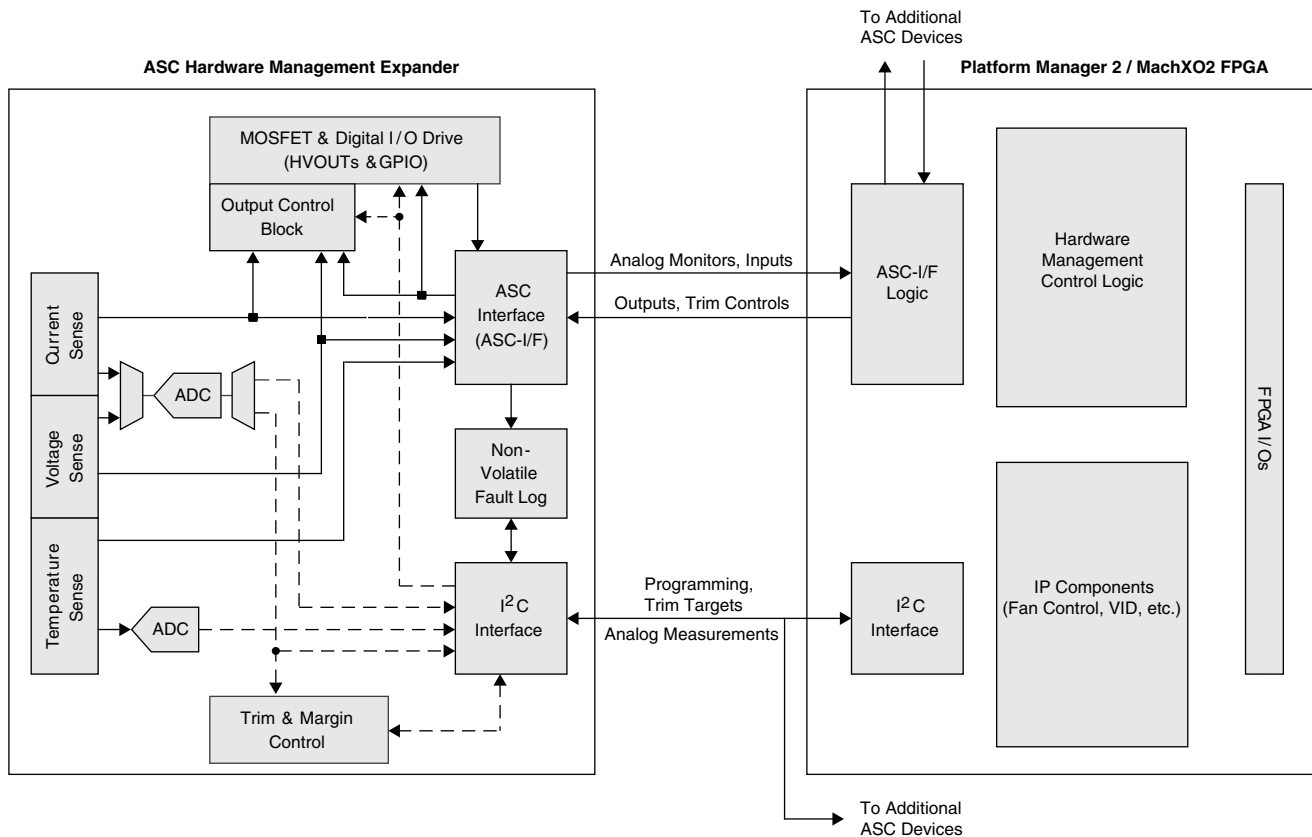 To Additional
ASC Devices
ASC Hardware Management Expander
Platform Manager 2 / MachXO2 FPGA
MOSFET & Digital I/O Drive
(HVOUTs & GPIO)
Output Control
Block
Current
Sense
Voltage
Sense
Temperature
Sense
ADC
ADC
ASC
Interface
(ASC-I/F)
Non-
Volatile
Fault Log
I2C
Interface
Trim & Margin
Control
Analog Monitors, Inputs
Outputs, Trim Controls
Programming,
Trim Targets
Analog Measurements
ASC-I/F
Logic
Hardware
Management
Control Logic
I2C
Interface
IP Components
(Fan Control, VID, etc.)
FPGA I/Os
To Additional
ASC Devices